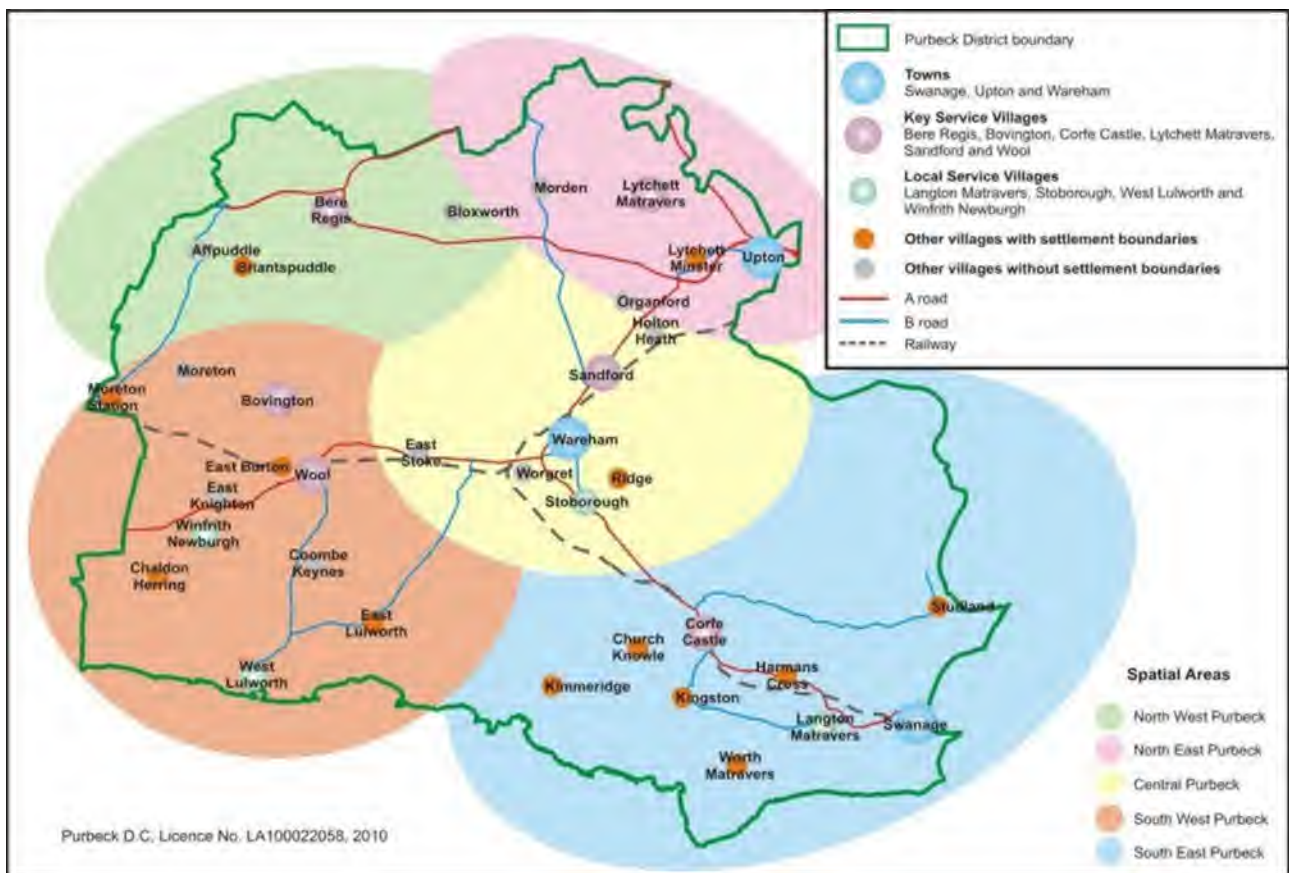 Purbeck District boundary
Towns
Swanage, Upton and Wareham
Key Service Villages
Bere Regis, Bovington, Corfe Castle, Lytchett Matravers,
Sandford and Wool
Local Service Villages
Langton Matravers, Stoborough, West Lulworth and
Winfrith Newburgh
Other villages with settlement boundaries
Other villages without settlement boundaries
A road
B road
Railway
Morden
Lytchett
Matravers
Bere
Regis
Bloxworth
Affpuddle
Briantspuddle
Lytchett
Minster
Upton
Organford
Holton
Heath
Moreton
Sandford
Moreton
Station
Bovington
Wareham
East
Stoke
East Burton
Wool
Worgret
Ridge
East
Knighton
Stoborough
Winfrith
Newburgh
Coombe
Keynes
Chaldon
Herring
East
Lulworth
Studland
Corfe
Castle
Church
Knowle
West
Lulworth
Harmans
Cross
Kimmeridge
Kingston
Langton
Matravers
Swanage
Worth
Matravers
Spatial Areas
North West Purbeck
North East Purbeck
Central Purbeck
South West Purbeck
South East Purbeck
Purbeck D.C, Licence No. LA100022058, 2010